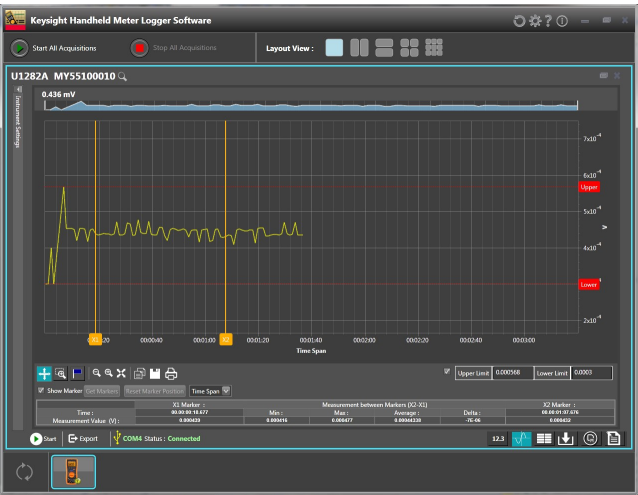 Keysight Handheld Meter Logger Software
Start All Acquisitions
Stop All Acquisitions
Layout View :
U1282A MY55100010
Instrument Settings
0.436 mV
7x10⁻⁴
6x10⁻⁴
Upper
5x10⁻⁴
V
4x10⁻⁴
Lower
2x10⁻⁴
X1
:20
00:00:40
00:01:00
X2
00:01:20
00:01:40
00:02:00
00:02:20
00:02:40
00:03:00
Time Span
Upper Limit 0.000568 Lower Limit 0.0003
Show Marker Get Markers Reset Marker Position Time Span
X1 Marker : Measurement between Markers (X2-X1) X2 Marker :
Time : 00.00:00:18.677 Min : Max : Average : Delta : 00.00:01:07.676
Measurement Value (V) : 0.000439 0.000416 0.000477 0.00044338 -7E-06 0.000432
Start Export COM4 Status : Connected 12.3